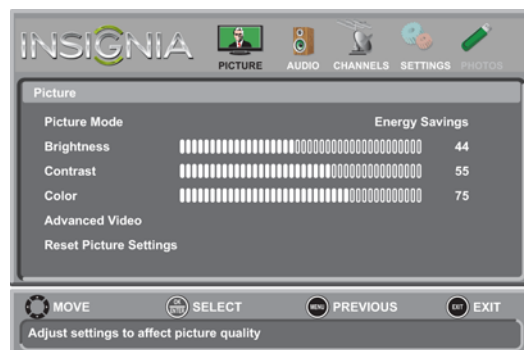 INSIGNIA
PICTURE AUDIO CHANNELS SETTINGS PHOTOS
Picture
Picture Mode Energy Savings
Brightness 44
Contrast 55
Color 75
Advanced Video
Reset Picture Settings
MOVE OK ENTER SELECT MENU PREVIOUS EXIT EXIT
Adjust settings to affect picture quality